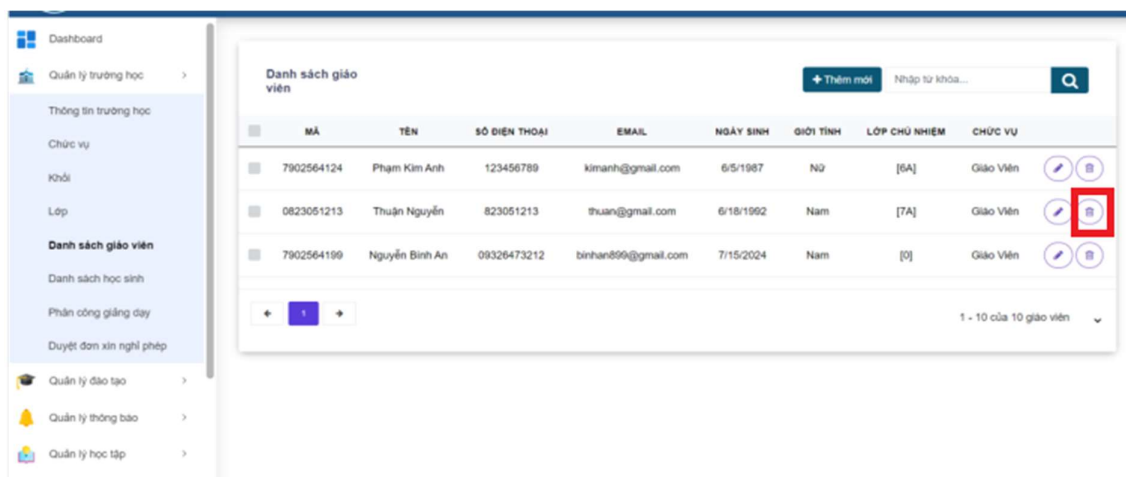 Dashboard
Quản lý trường học
Thông tin trường học
Chức vụ
Khối
Lớp
Danh sách giáo viên
Danh sách học sinh
Phân công giảng dạy
Duyệt đơn xin nghỉ phép
Quản lý đào tạo
Quản lý thông báo
Quản lý học tập
Danh sách giáo
viên
+ Thêm mới Nhập từ khóa...
MÃ TÊN SỐ ĐIỆN THOẠI EMAIL NGÀY SINH GIỚI TÍNH LỚP CHỦ NHIỆM CHỨC VỤ
7902564124 Phạm Kim Anh 123456789 kimanh@gmail.com 6/5/1987 Nữ [6A] Giáo Viên
0823051213 Thuận Nguyễn 823051213 thuan@gmail.com 6/18/1992 Nam [7A] Giáo Viên
7902564199 Nguyễn Bình An 09326473212 binhan899@gmail.com 7/15/2024 Nam [0] Giáo Viên
1
1 - 10 của 10 giáo viên